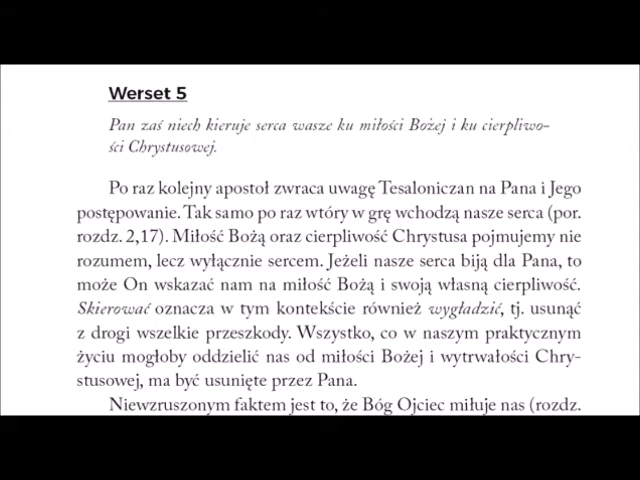 Werset 5
Pan zaś niech kieruje serca wasze ku miłości Bożej i ku cierpliwo-
ści Chrystusowej.
Po raz kolejny apostoł zwraca uwagę Tesaloniczan na Pana i Jego
postępowanie. Tak samo po raz wtóry w grę wchodzą nasze serca (por.
rozdz. 2,17). Miłość Bożą oraz cierpliwość Chrystusa pojmujemy nie
rozumem, lecz wyłącznie sercem. Jeżeli nasze serca biją dla Pana, to
może On wskazać nam na miłość Bożą i swoją własną cierpliwość.
Skierować oznacza w tym kontekście również wygładzić, tj. usunąć
z drogi wszelkie przeszkody. Wszystko, co w naszym praktycznym
życiu mogłoby oddzielić nas od miłości Bożej i wytrwałości Chry-
stusowej, ma być usunięte przez Pana.
Niewzruszonym faktem jest to, że Bóg Ojciec miłuje nas (rozdz.